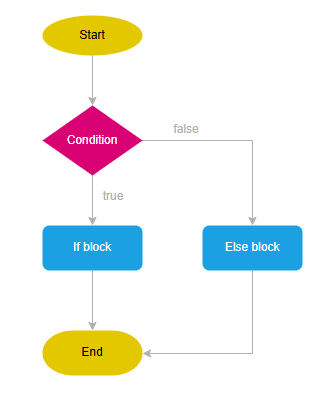 Start
Condition
false
true
If block
Else block
End